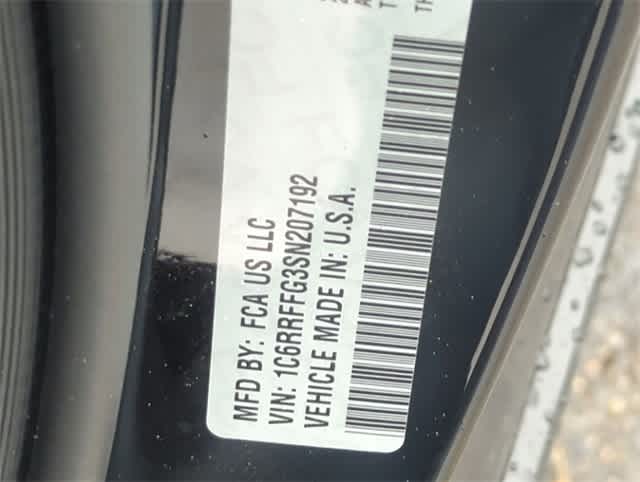 MFD BY: FCA US LLC
VIN: 1C6RRFFG3SN207192
VEHICLE MADE IN: U.S.A.